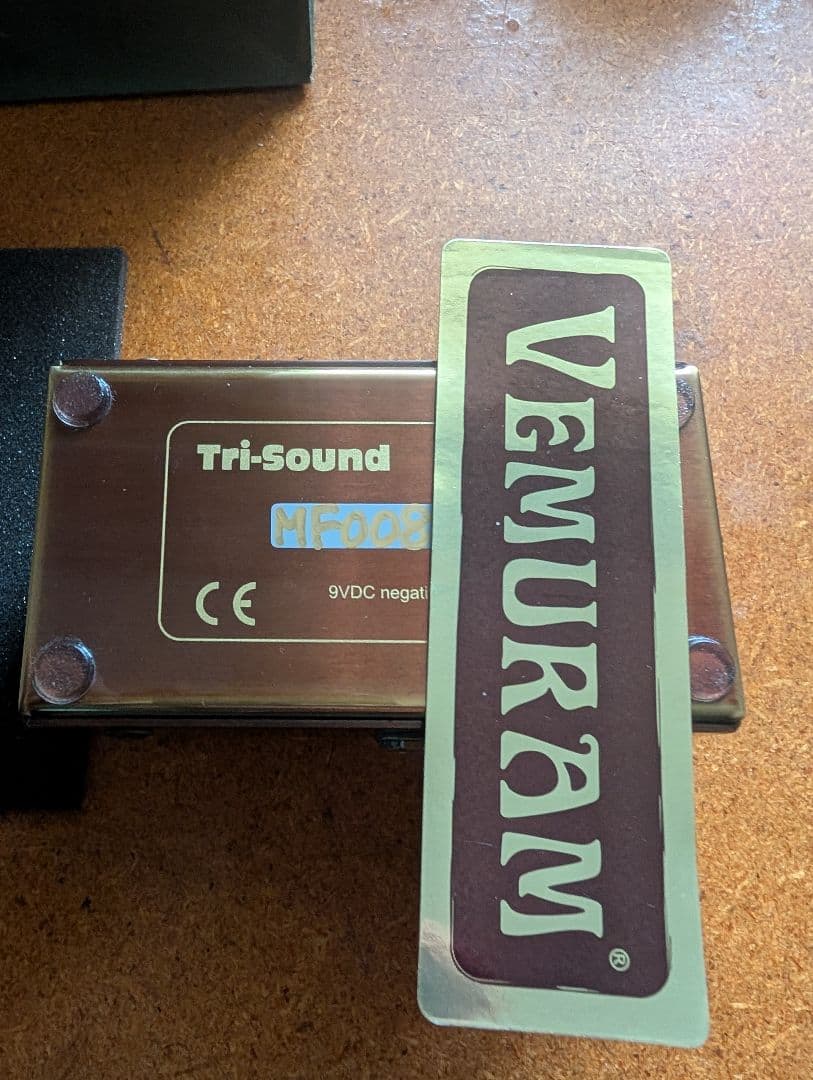 Tri-Sound
MF008
CE
9VDC negati
VEMURAM®